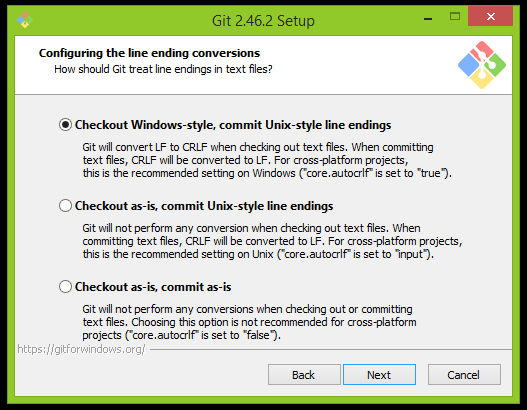 Git 2.46.2 Setup
Configuring the line ending conversions
How should Git treat line endings in text files?
Checkout Windows-style, commit Unix-style line endings
Git will convert LF to CRLF when checking out text files. When committing
text files, CRLF will be converted to LF. For cross-platform projects,
this is the recommended setting on Windows ("core.autocrlf" is set to "true").
Checkout as-is, commit Unix-style line endings
Git will not perform any conversion when checking out text files. When
committing text files, CRLF will be converted to LF. For cross-platform projects,
this is the recommended setting on Unix ("core.autocrlf" is set to "input").
Checkout as-is, commit as-is
Git will not perform any conversions when checking out or committing
text files. Choosing this option is not recommended for cross-platform
projects ("core.autocrlf" is set to "false").
https://gitforwindows.org/
Back Next Cancel